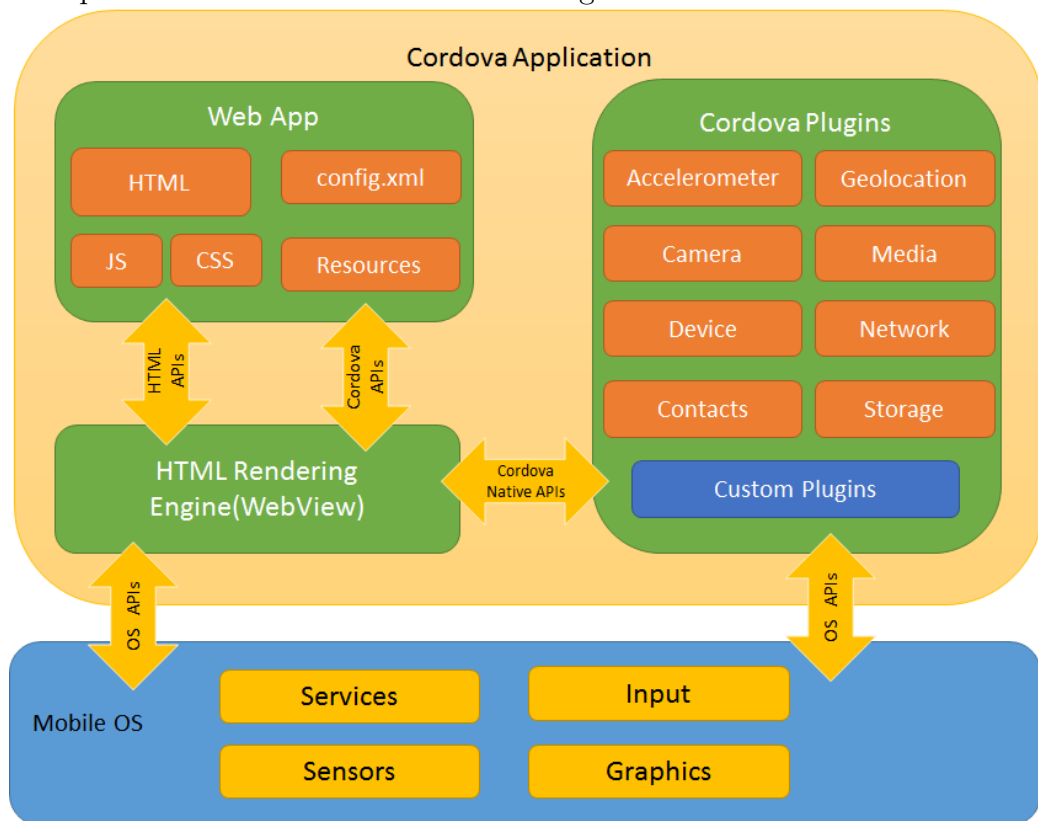 Cordova Application
Web App
HTML
config.xml
JS
CSS
Resources
HTML
APIs
Cordova
APIs
HTML Rendering
Engine(WebView)
Cordova
Native APIs
Cordova Plugins
Accelerometer
Geolocation
Camera
Media
Device
Network
Contacts
Storage
Custom Plugins
OS APIs
OS APIs
Mobile OS
Services
Input
Sensors
Graphics